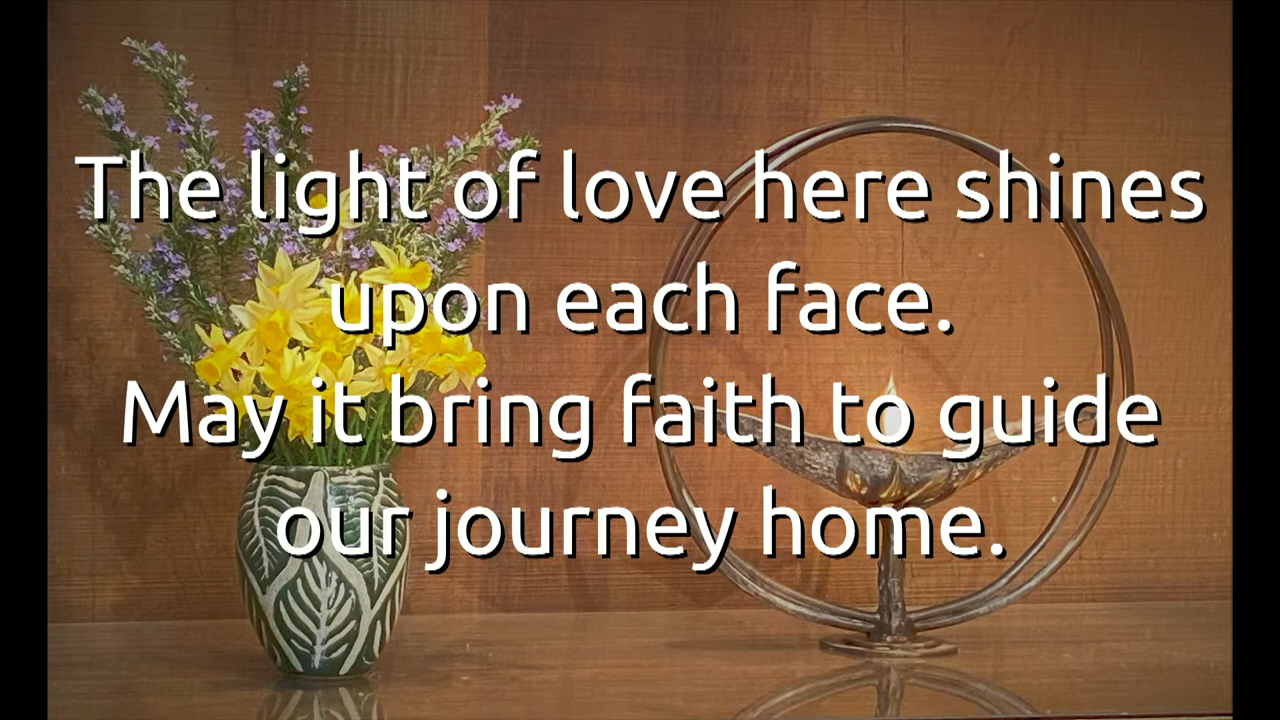 The light of love here shines
upon each face.
May it bring faith to guide
our journey home.